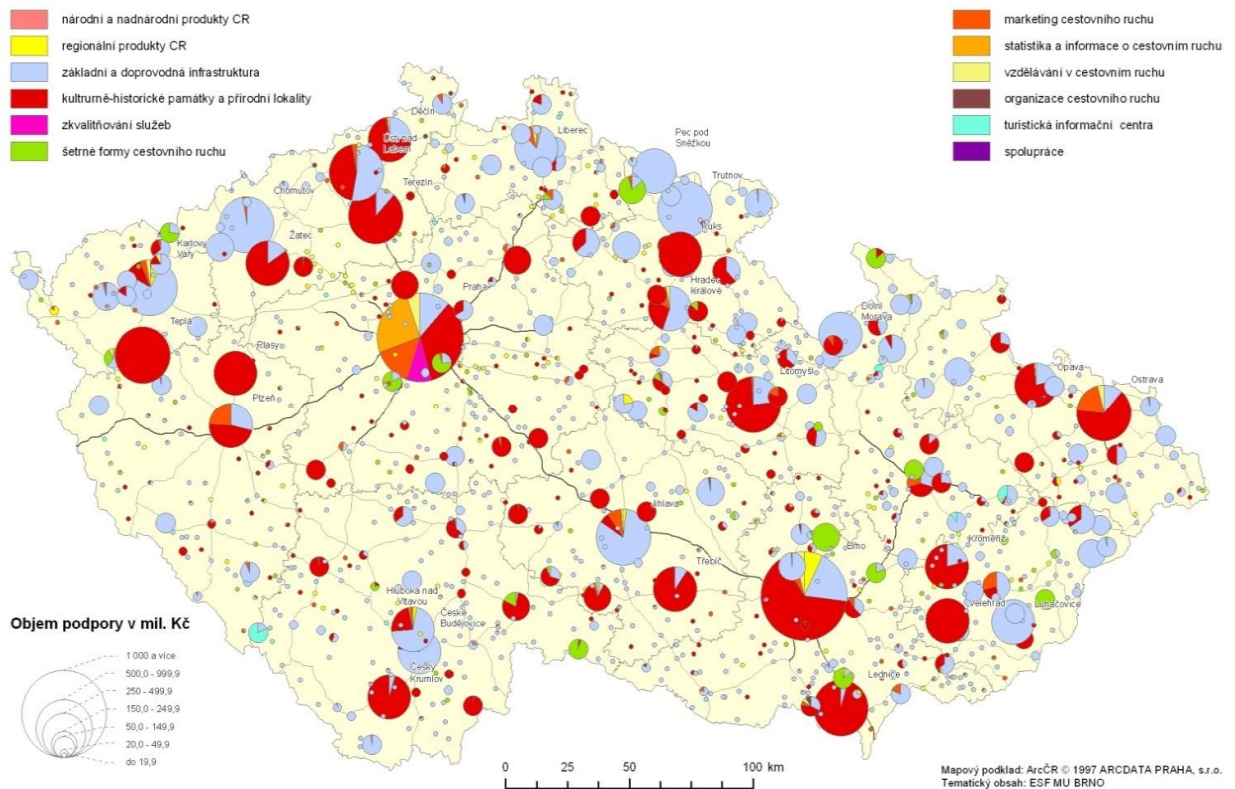 národní a nadnárodní produkty CR
regionální produkty CR
základní a doprovodná infrastruktura
kulturně-historické památky a přírodní lokality
zkvalitňování služeb
šetrné formy cestovního ruchu
marketing cestovního ruchu
statistika a informace o cestovním ruchu
vzdělávání v cestovním ruchu
organizace cestovního ruchu
turistická informační centra
spolupráce
Děčín
Ústí nad
Labem
Liberec
Pec pod
Sněžkou
Trutnov
Terezín
Chomutov
Žatec
Kuks
Karlovy
Vary
Hradec
Králové
Praha
Dolní
Morava
Teplá
Plasy
Litomyšl
Opava
Ostrava
Plzeň
Jihlava
Brno
Kroměříž
Třebíč
Hluboká nad
Vltavou
České
Budějovice
Velehrad
Luhačovice
Český
Krumlov
Lednice
Objem podpory v mil. Kč
1 000 a více
500,0 - 999,9
250 - 499,9
150,0 - 249,9
50,0 - 149,9
20,0 - 49,9
do 19,9
0 25 50 100 km
Mapový podklad: ArcČR © 1997 ARCDATA PRAHA, s.r.o.
Tematický obsah: ESF MU BRNO